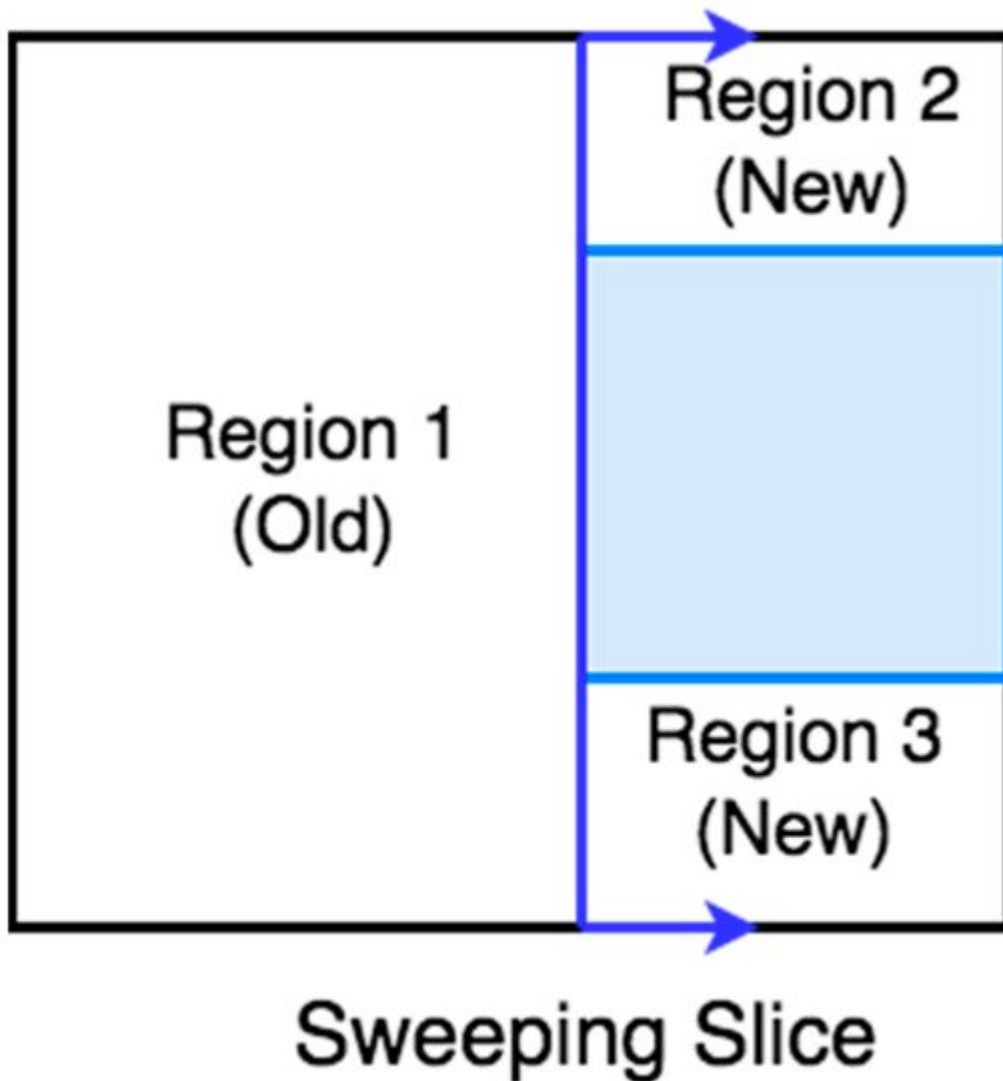 Region 2
(New)
Region 1
(Old)
Region 3
(New)
Sweeping Slice